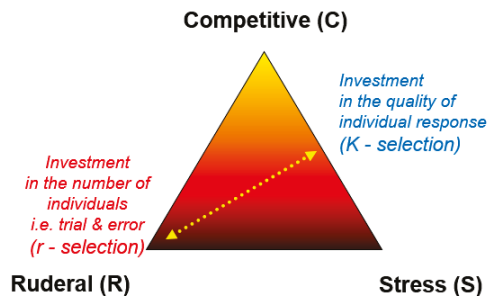 Competitive (C)
Investment
in the quality of
individual response
(K - selection)
Investment
in the number of
individuals
i.e. trial & error
(r - selection)
Ruderal (R)
Stress (S)